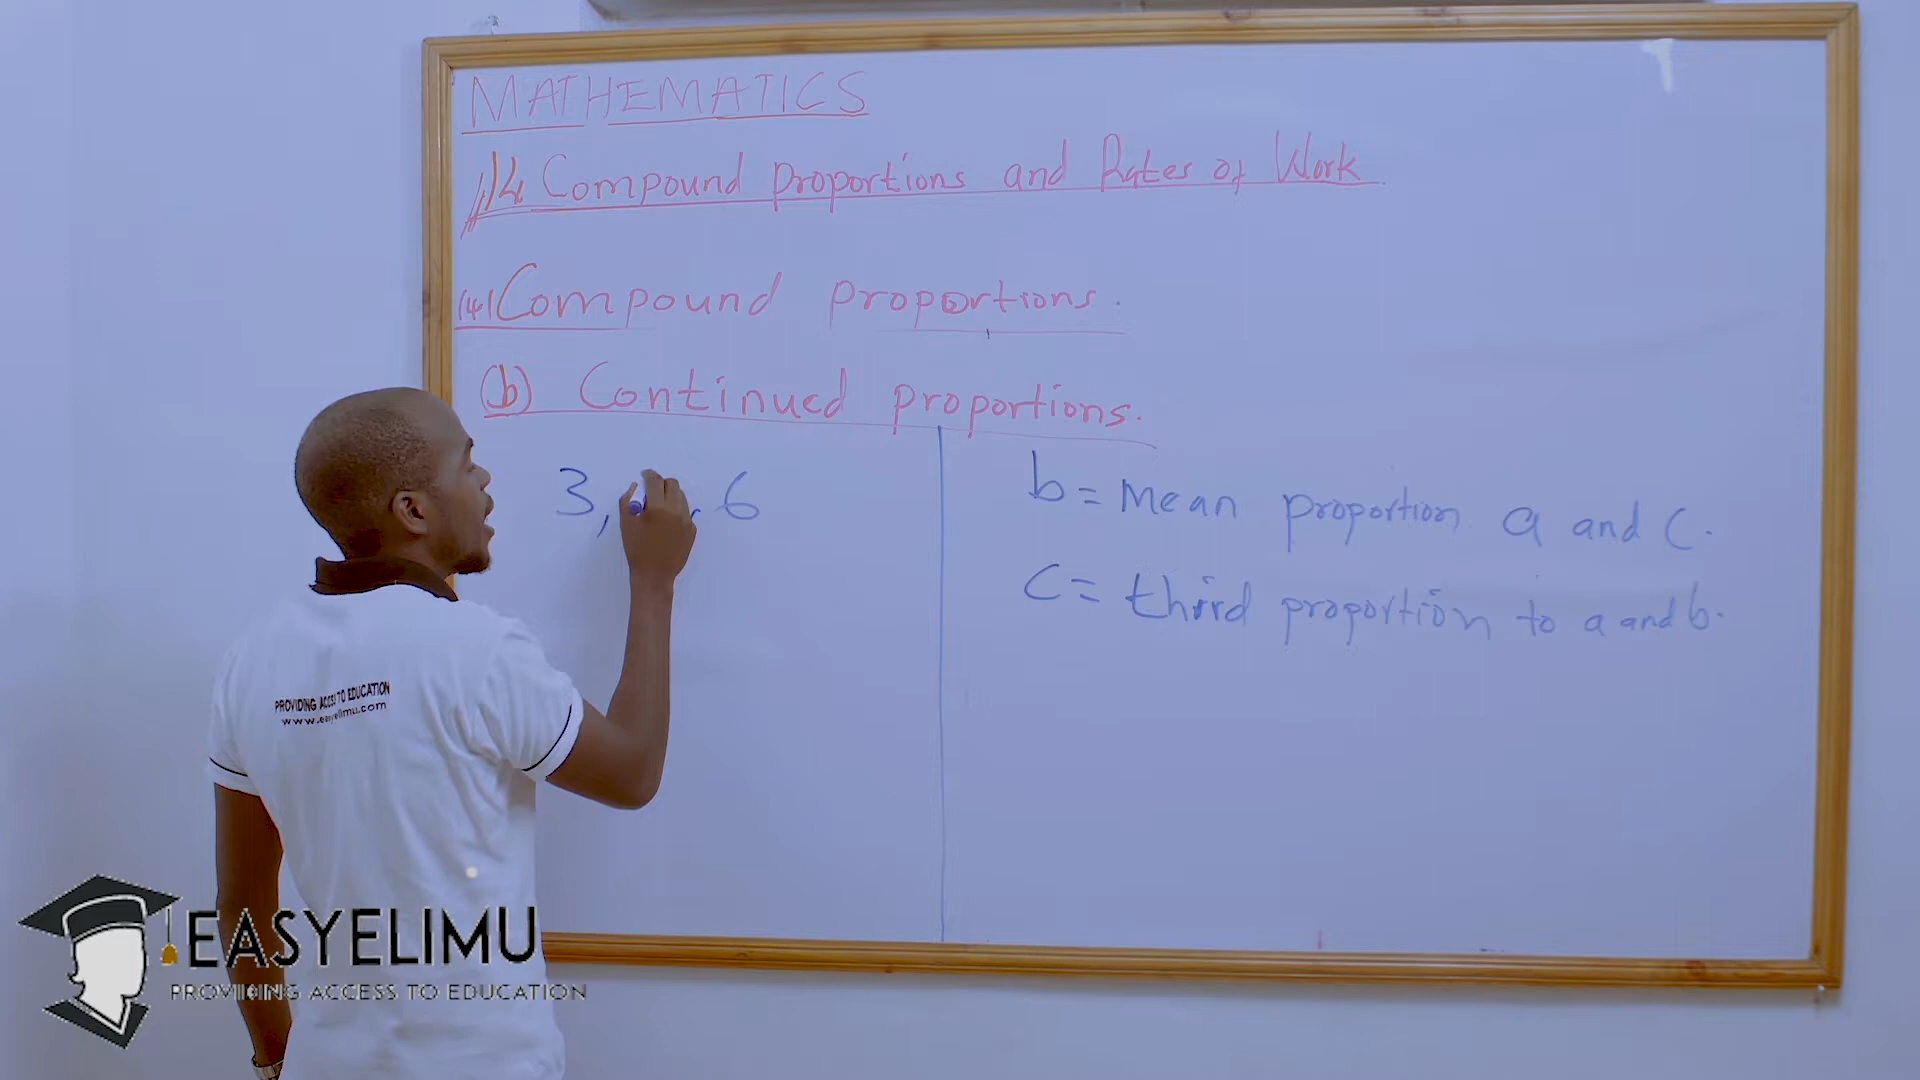 MATHEMATICS
14 Compound proportions and Rates of Work
(14) Compound proportions.
(b) Continued proportions.
3, , 6
b = Mean proportion a and c.
c = third proportion to a and b.
PROVIDING ACCESS TO EDUCATION
www.easyelimu.com
EASYELIMU
PROVIDING ACCESS TO EDUCATION